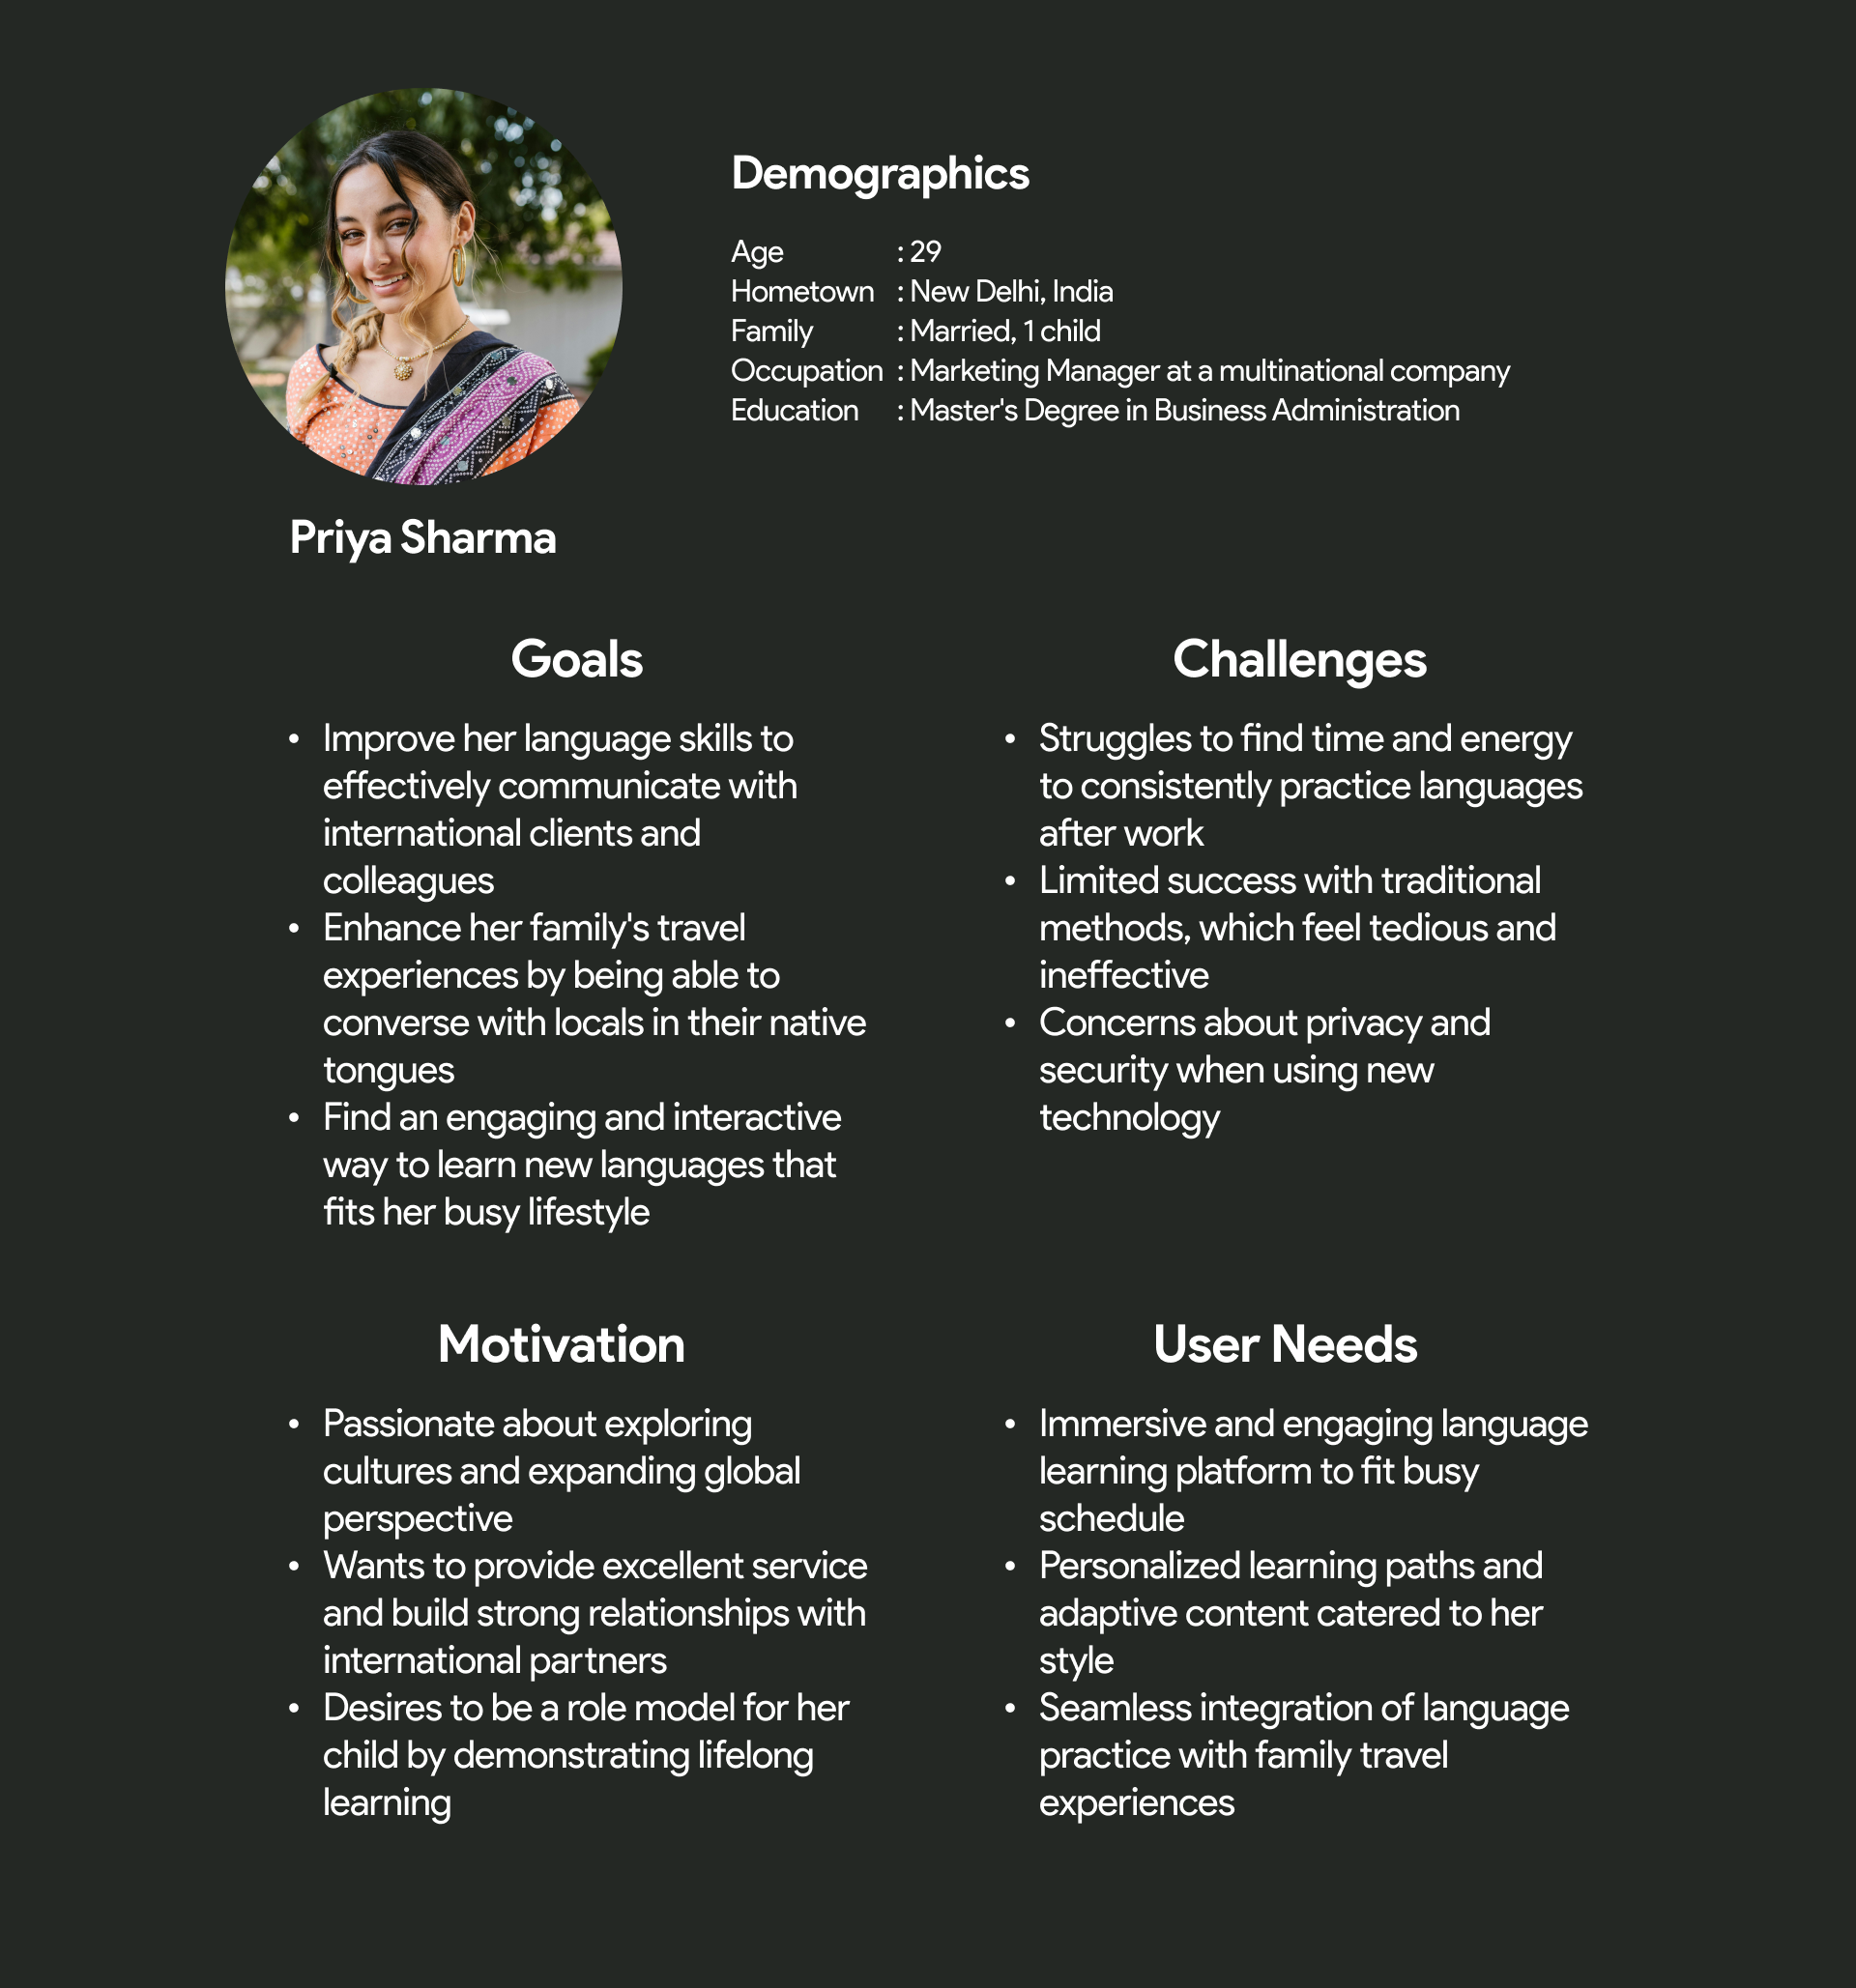 Demographics
Age : 29
Hometown : New Delhi, India
Family : Married, 1 child
Occupation : Marketing Manager at a multinational company
Education : Master's Degree in Business Administration
Priya Sharma
Goals
• Improve her language skills to
effectively communicate with
international clients and
colleagues
• Enhance her family's travel
experiences by being able to
converse with locals in their native
tongues
• Find an engaging and interactive
way to learn new languages that
fits her busy lifestyle
Challenges
• Struggles to find time and energy
to consistently practice languages
after work
• Limited success with traditional
methods, which feel tedious and
ineffective
• Concerns about privacy and
security when using new
technology
Motivation
• Passionate about exploring
cultures and expanding global
perspective
• Wants to provide excellent service
and build strong relationships with
international partners
• Desires to be a role model for her
child by demonstrating lifelong
learning
User Needs
• Immersive and engaging language
learning platform to fit busy
schedule
• Personalized learning paths and
adaptive content catered to her
style
• Seamless integration of language
practice with family travel
experiences